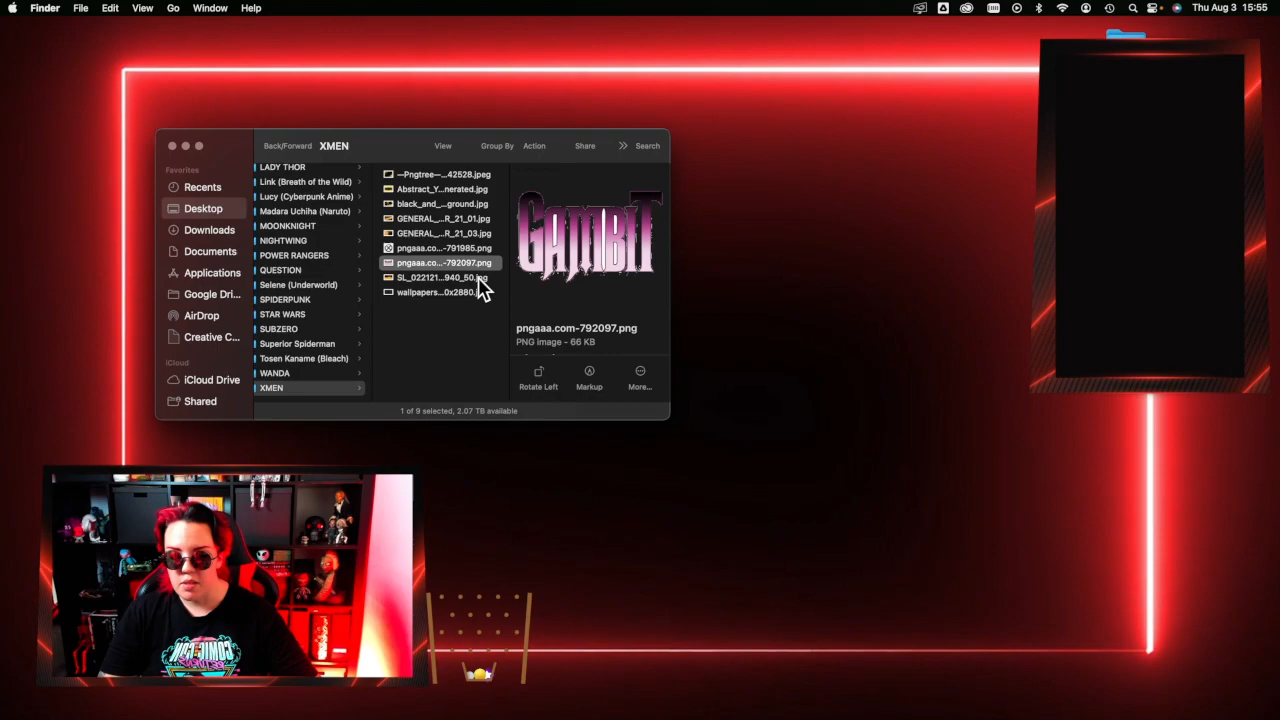 Finder File Edit View Go Window Help
Thu Aug 3 15:55
Back/Forward XMEN View Group By Action Share Search
Favorites
Recents
Desktop
Downloads
Documents
Applications
Google Dri...
AirDrop
Creative C...
iCloud
iCloud Drive
Shared
LADY THOR
Link (Breath of the Wild)
Lucy (Cyberpunk Anime)
Madara Uchiha (Naruto)
MOONKNIGHT
NIGHTWING
POWER RANGERS
QUESTION
Selene (Underworld)
SPIDERPUNK
STAR WARS
SUBZERO
Superior Spiderman
Tosen Kaname (Bleach)
WANDA
XMEN
—Pngtree—...42528.jpeg
Abstract_Y...nerated.jpg
black_and_...ground.jpg
GENERAL_...R_21_01.jpg
GENERAL_...R_21_03.jpg
pngaaa.co...-791985.png
pngaaa.co...-792097.png
SL_022121...940_50.jpg
GAMBIT
pngaaa.com-792097.png
PNG image - 66 KB
Rotate Left Markup More...
1 of 9 selected, 2.07 TB available
COMIC-CON